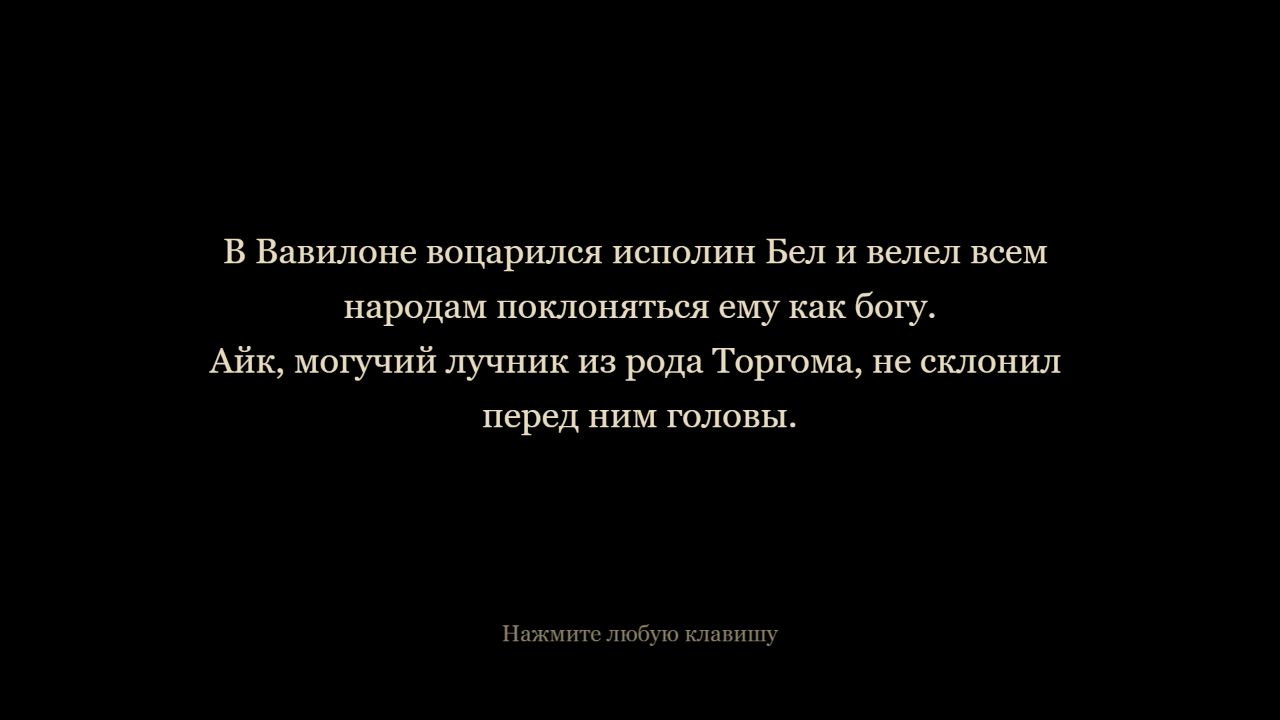 В Вавилоне воцарился исполин Бел и велел всем
народам поклоняться ему как богу.
Айк, могучий лучник из рода Торгома, не склонил
перед ним головы.
Нажмите любую клавишу